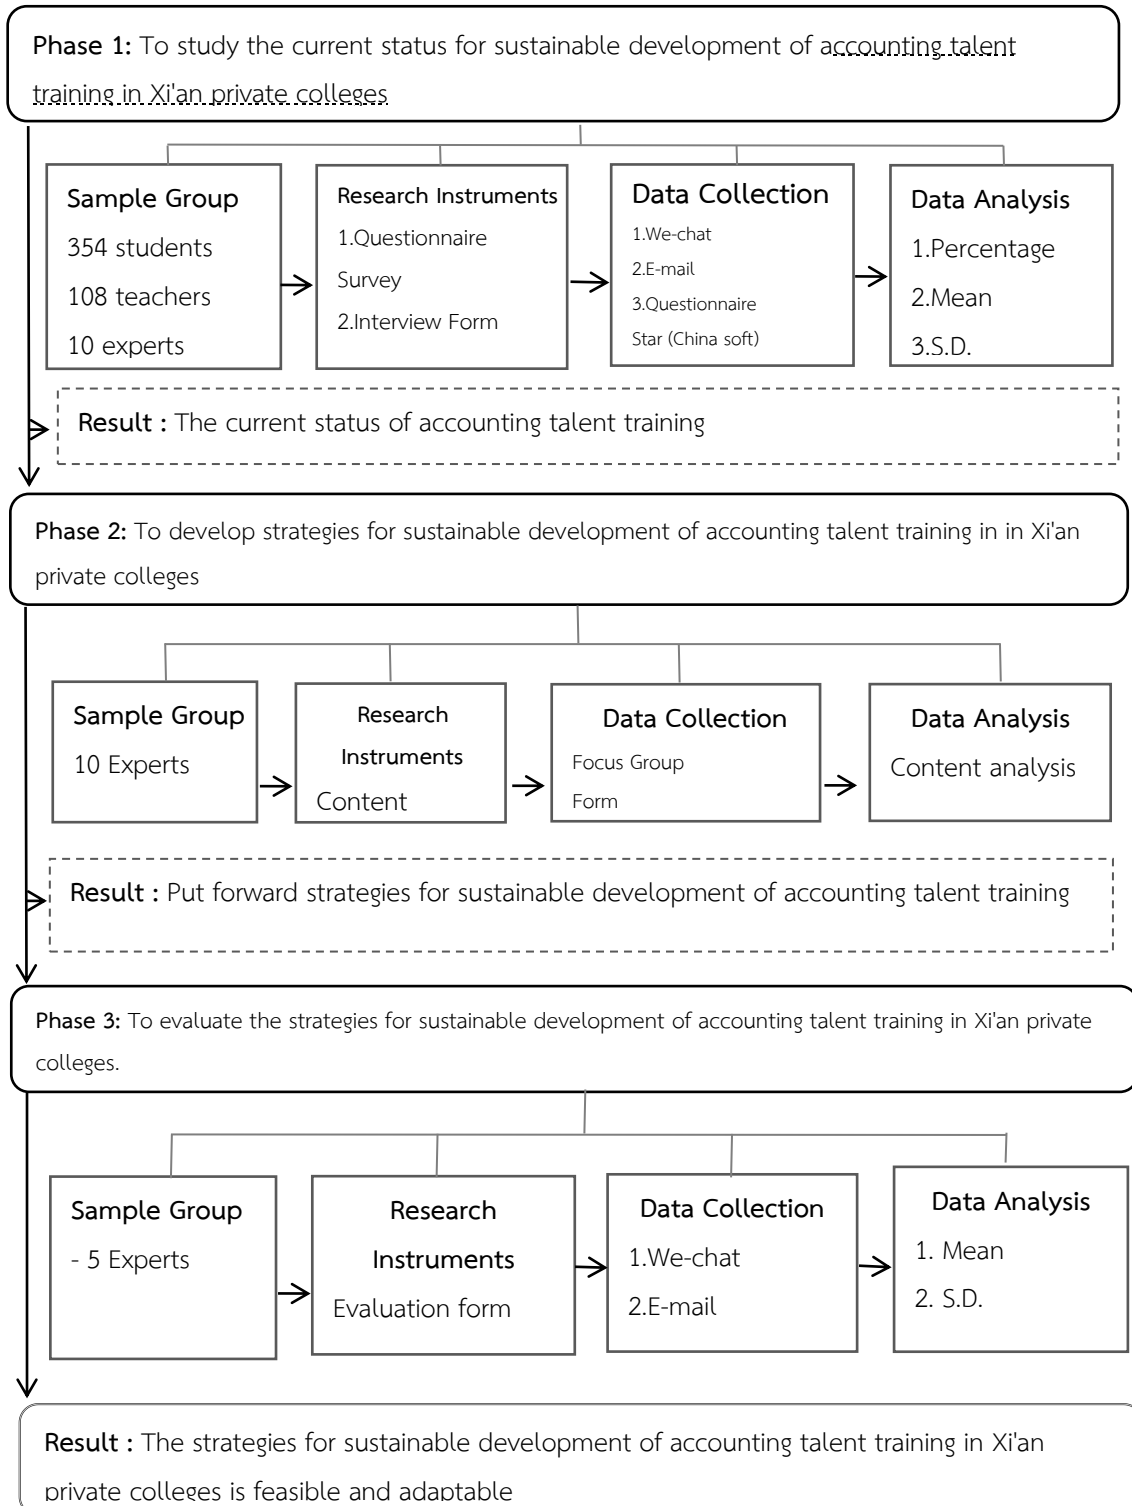 Phase 1: To study the current status for sustainable development of accounting talent
training in Xi'an private colleges
Sample Group
354 students
108 teachers
10 experts
Research Instruments
1.Questionnaire
Survey
2.Interview Form
Data Collection
1.We-chat
2.E-mail
3.Questionnaire
Star (China soft)
Data Analysis
1.Percentage
2.Mean
3.S.D.
Result : The current status of accounting talent training
Phase 2: To develop strategies for sustainable development of accounting talent training in in Xi'an
private colleges
Sample Group
10 Experts
Research
Instruments
Content
Data Collection
Focus Group
Form
Data Analysis
Content analysis
Result : Put forward strategies for sustainable development of accounting talent training
Phase 3: To evaluate the strategies for sustainable development of accounting talent training in Xi'an private
colleges.
Sample Group
- 5 Experts
Research
Instruments
Evaluation form
Data Collection
1.We-chat
2.E-mail
Data Analysis
1. Mean
2. S.D.
Result : The strategies for sustainable development of accounting talent training in Xi'an
private colleges is feasible and adaptable